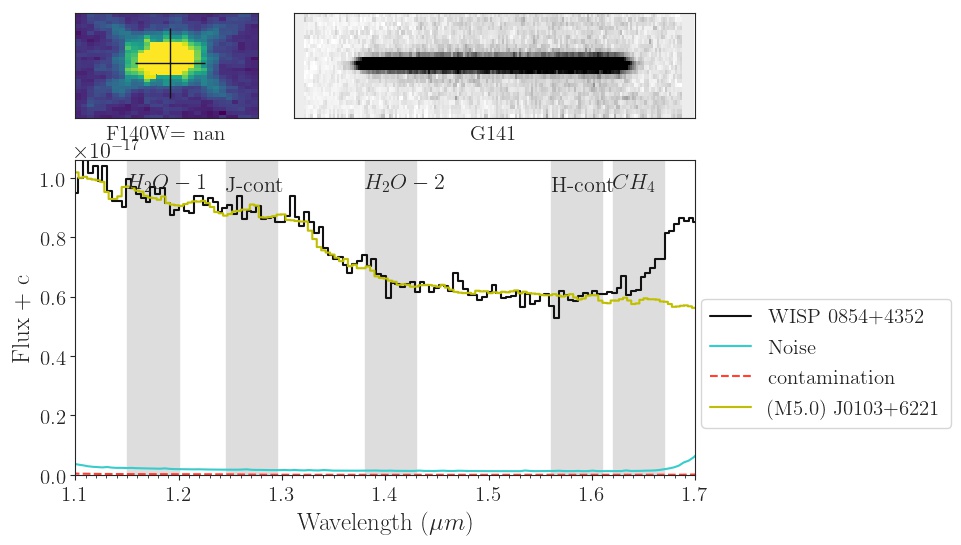 F140W= nan
G141
×10⁻¹⁷
H₂O − 1
J-cont
H₂O − 2
H-cont
CH₄
1.0
0.8
0.6
0.4
0.2
0.0
Flux + c
1.1 1.2 1.3 1.4 1.5 1.6 1.7
Wavelength (μm)
WISP 0854+4352
Noise
contamination
(M5.0) J0103+6221